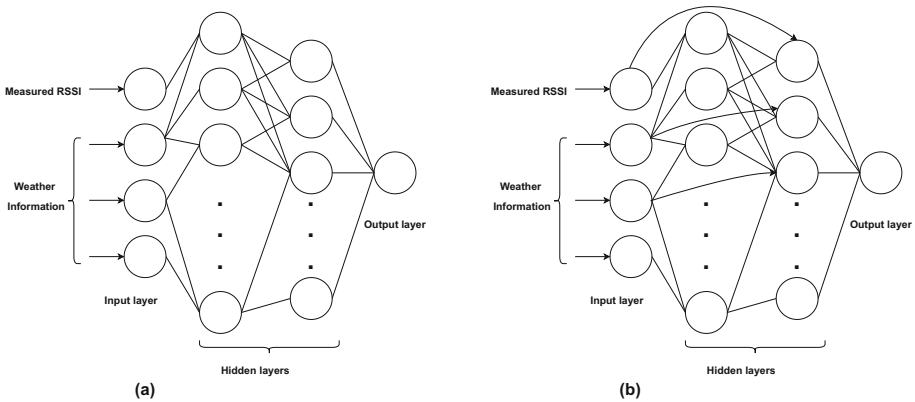 Measured RSSI
Weather
Information
Input layer
Output layer
Hidden layers
(a)
Measured RSSI
Weather
Information
Input layer
Output layer
Hidden layers
(b)